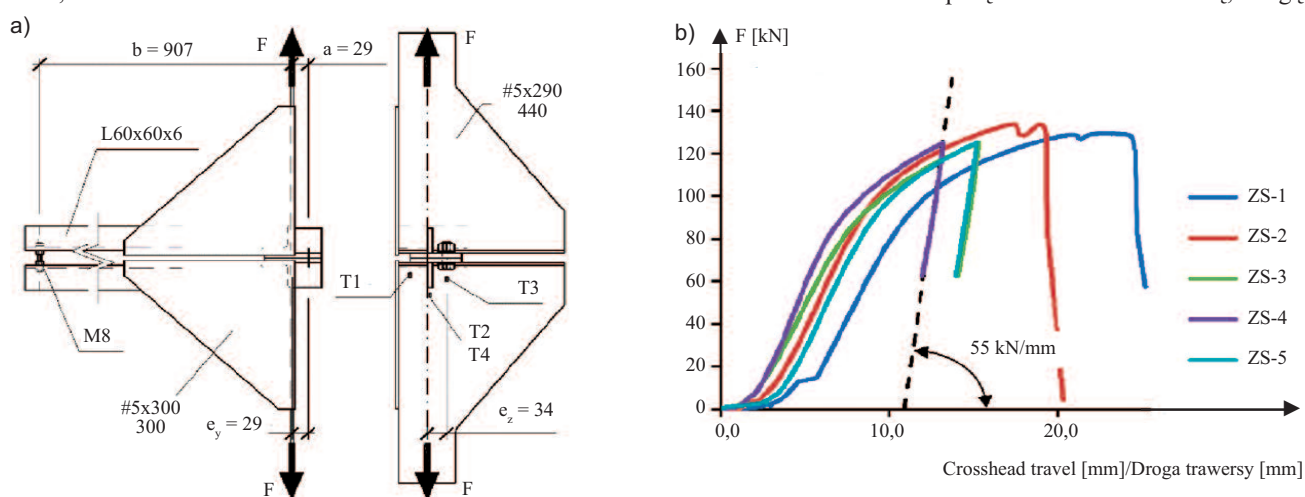 a)
b = 907
F
a = 29
F
#5x290
440
L60x60x6
T1
T3
T2
T4
M8
#5x300
300
e_y = 29
e_z = 34
F
F
b)
F [kN]
160
140
120
100
80
60
40
20
0
0,0
10,0
20,0
55 kN/mm
ZS-1
ZS-2
ZS-3
ZS-4
ZS-5
Crosshead travel [mm]/Droga trawersy [mm]